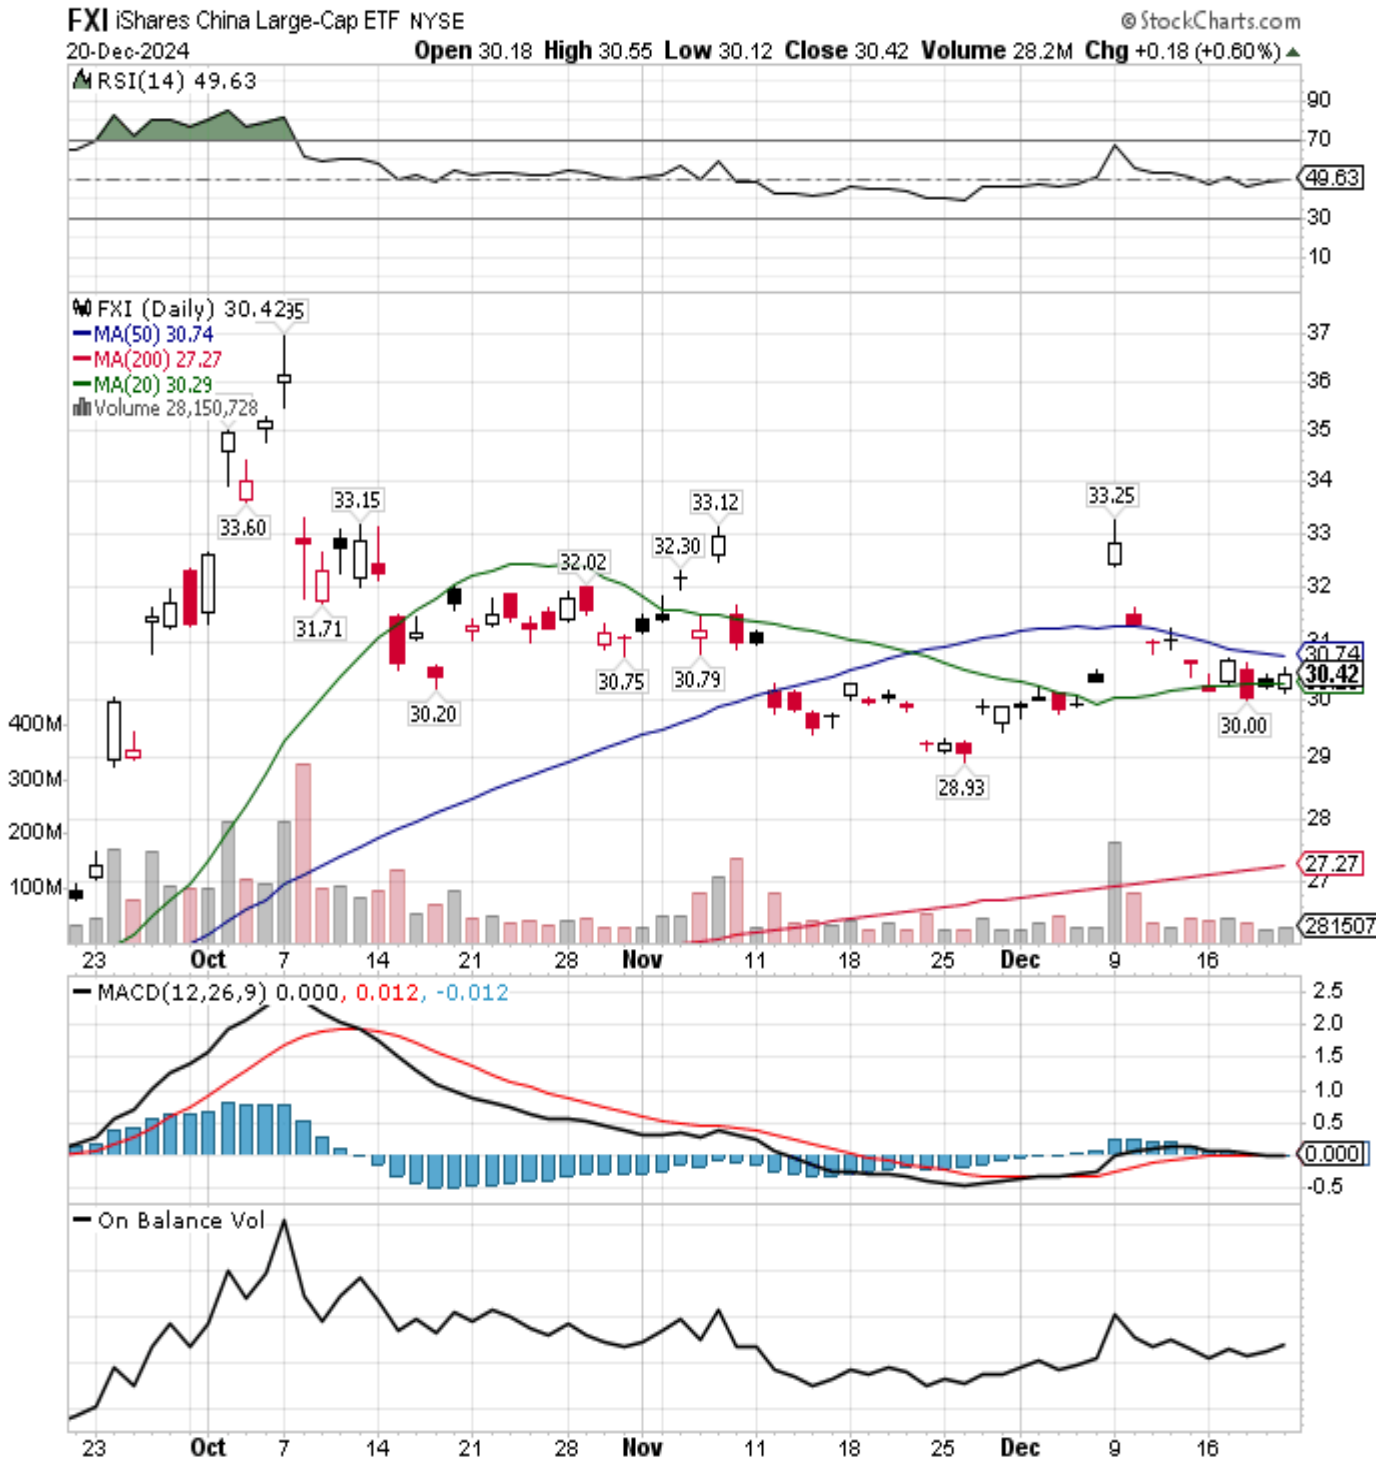 FXI iShares China Large-Cap ETF NYSE © StockCharts.com
20-Dec-2024 Open 30.18 High 30.55 Low 30.12 Close 30.42 Volume 28.2M Chg +0.18 (+0.60%)
RSI(14) 49.63
90
70
49.63
30
10
FXI (Daily) 30.42
MA(50) 30.74
MA(200) 27.27
MA(20) 30.29
Volume 28,150,728
37
36
35
34
33
32
31
30.74
30.42
30
29
28
27.27
27
281507
400M
300M
200M
100M
33.60
31.71
33.15
30.20
32.02
30.75
32.30
30.79
33.12
28.93
33.25
30.00
23 Oct 7 14 21 28 Nov 11 18 25 Dec 9 16
MACD(12,26,9) 0.000, 0.012, -0.012
2.5
2.0
1.5
1.0
0.5
0.000
-0.5
On Balance Vol
23 Oct 7 14 21 28 Nov 11 18 25 Dec 9 16